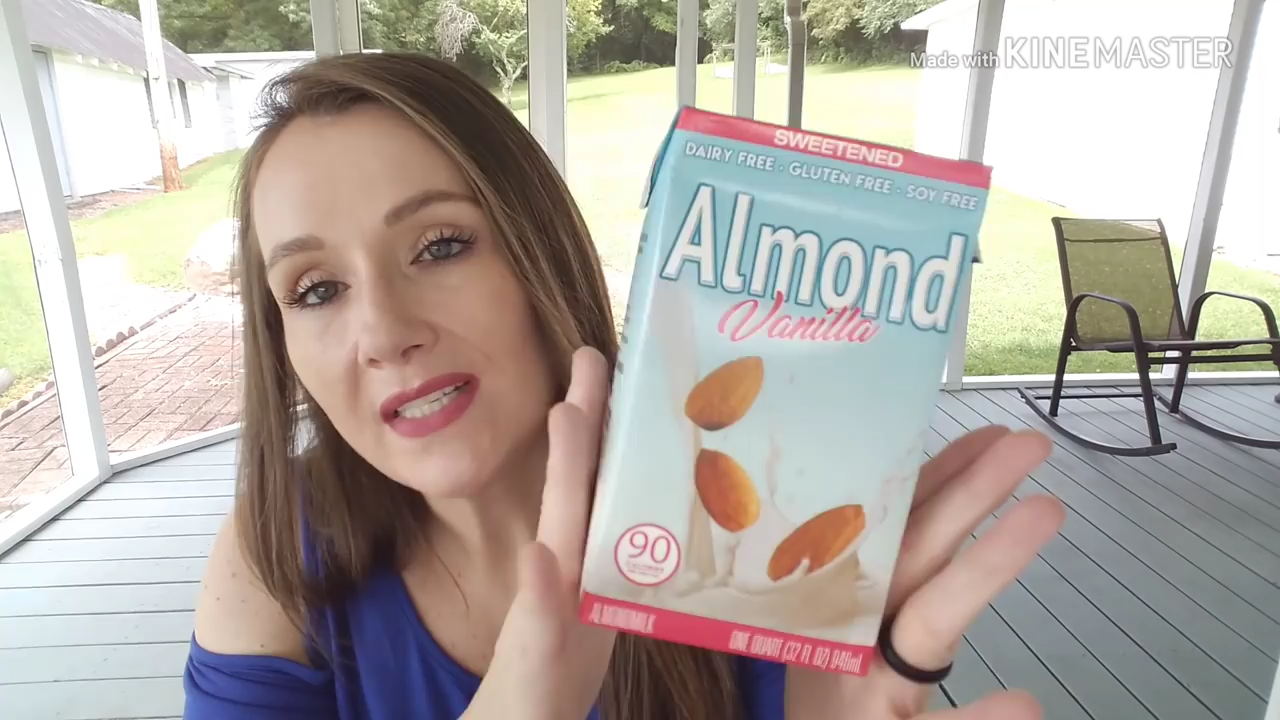 Made with KINEMASTER
SWEETENED
DAIRY FREE · GLUTEN FREE · SOY FREE
Almond
Vanilla
90
CALORIES
ALMONDMILK
ONE QUART (32 FL OZ) 946ml